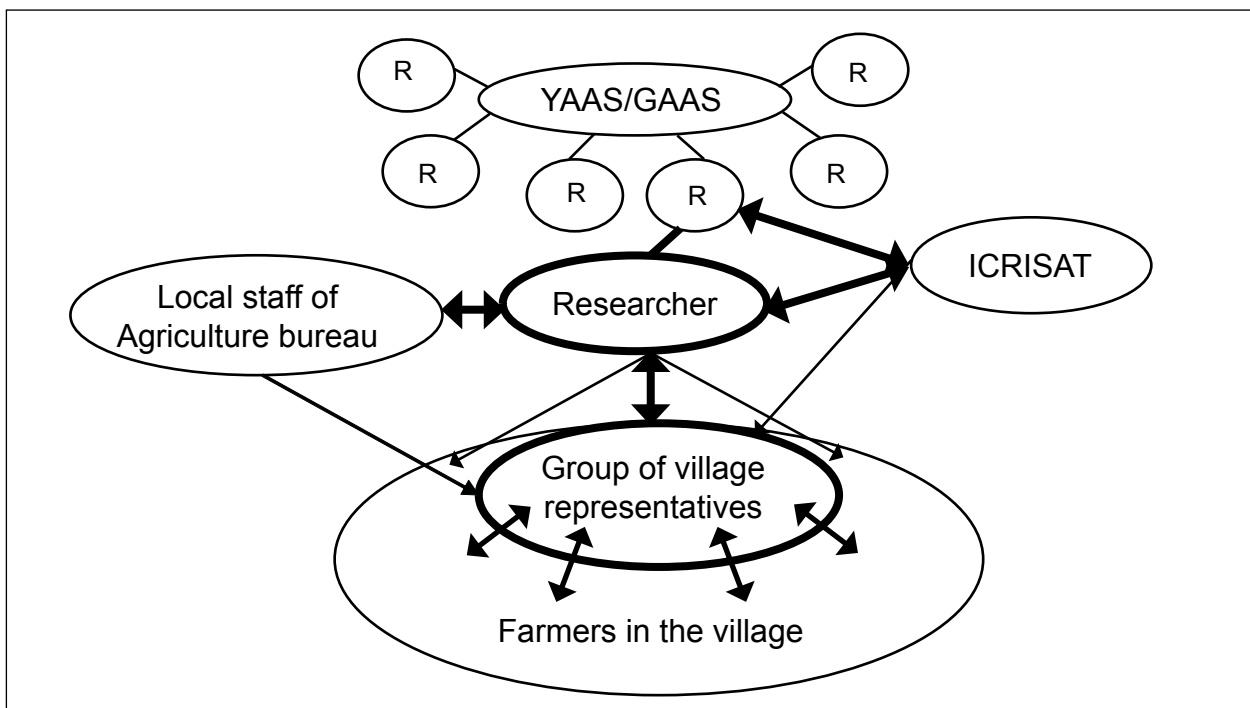 R
R
YAAS/GAAS
R
R
R
R
ICRISAT
Local staff of
Agriculture bureau
Researcher
Group of village
representatives
Farmers in the village